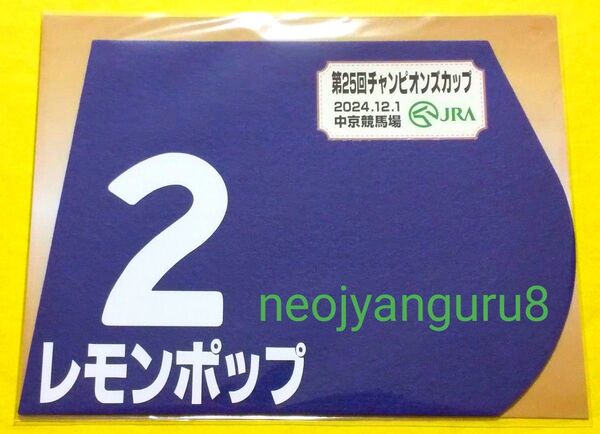 第25回チャンピオンズカップ
2024.12.1
中京競馬場 JRA
2
neojyanguru8
レモンポップ